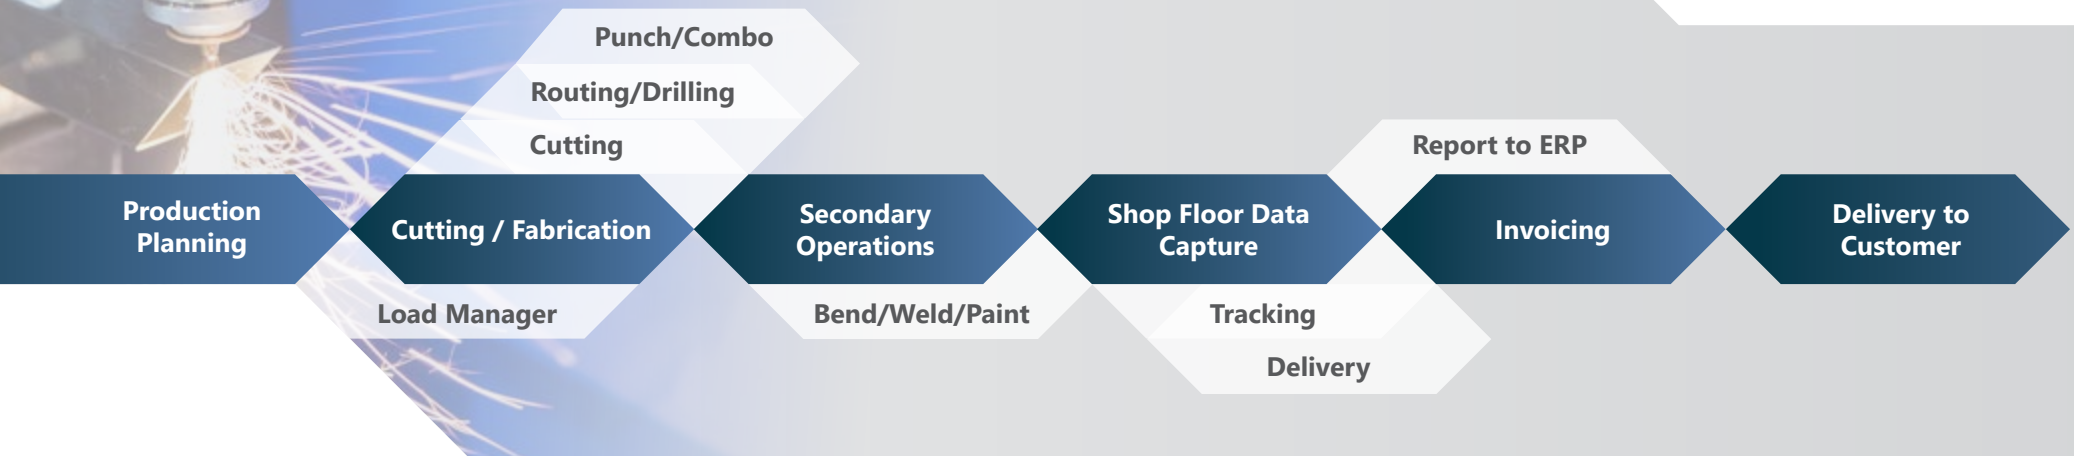 Punch/Combo
Routing/Drilling
Cutting
Report to ERP
Production
Planning
Cutting / Fabrication
Secondary
Operations
Shop Floor Data
Capture
Invoicing
Delivery to
Customer
Load Manager
Bend/Weld/Paint
Tracking
Delivery